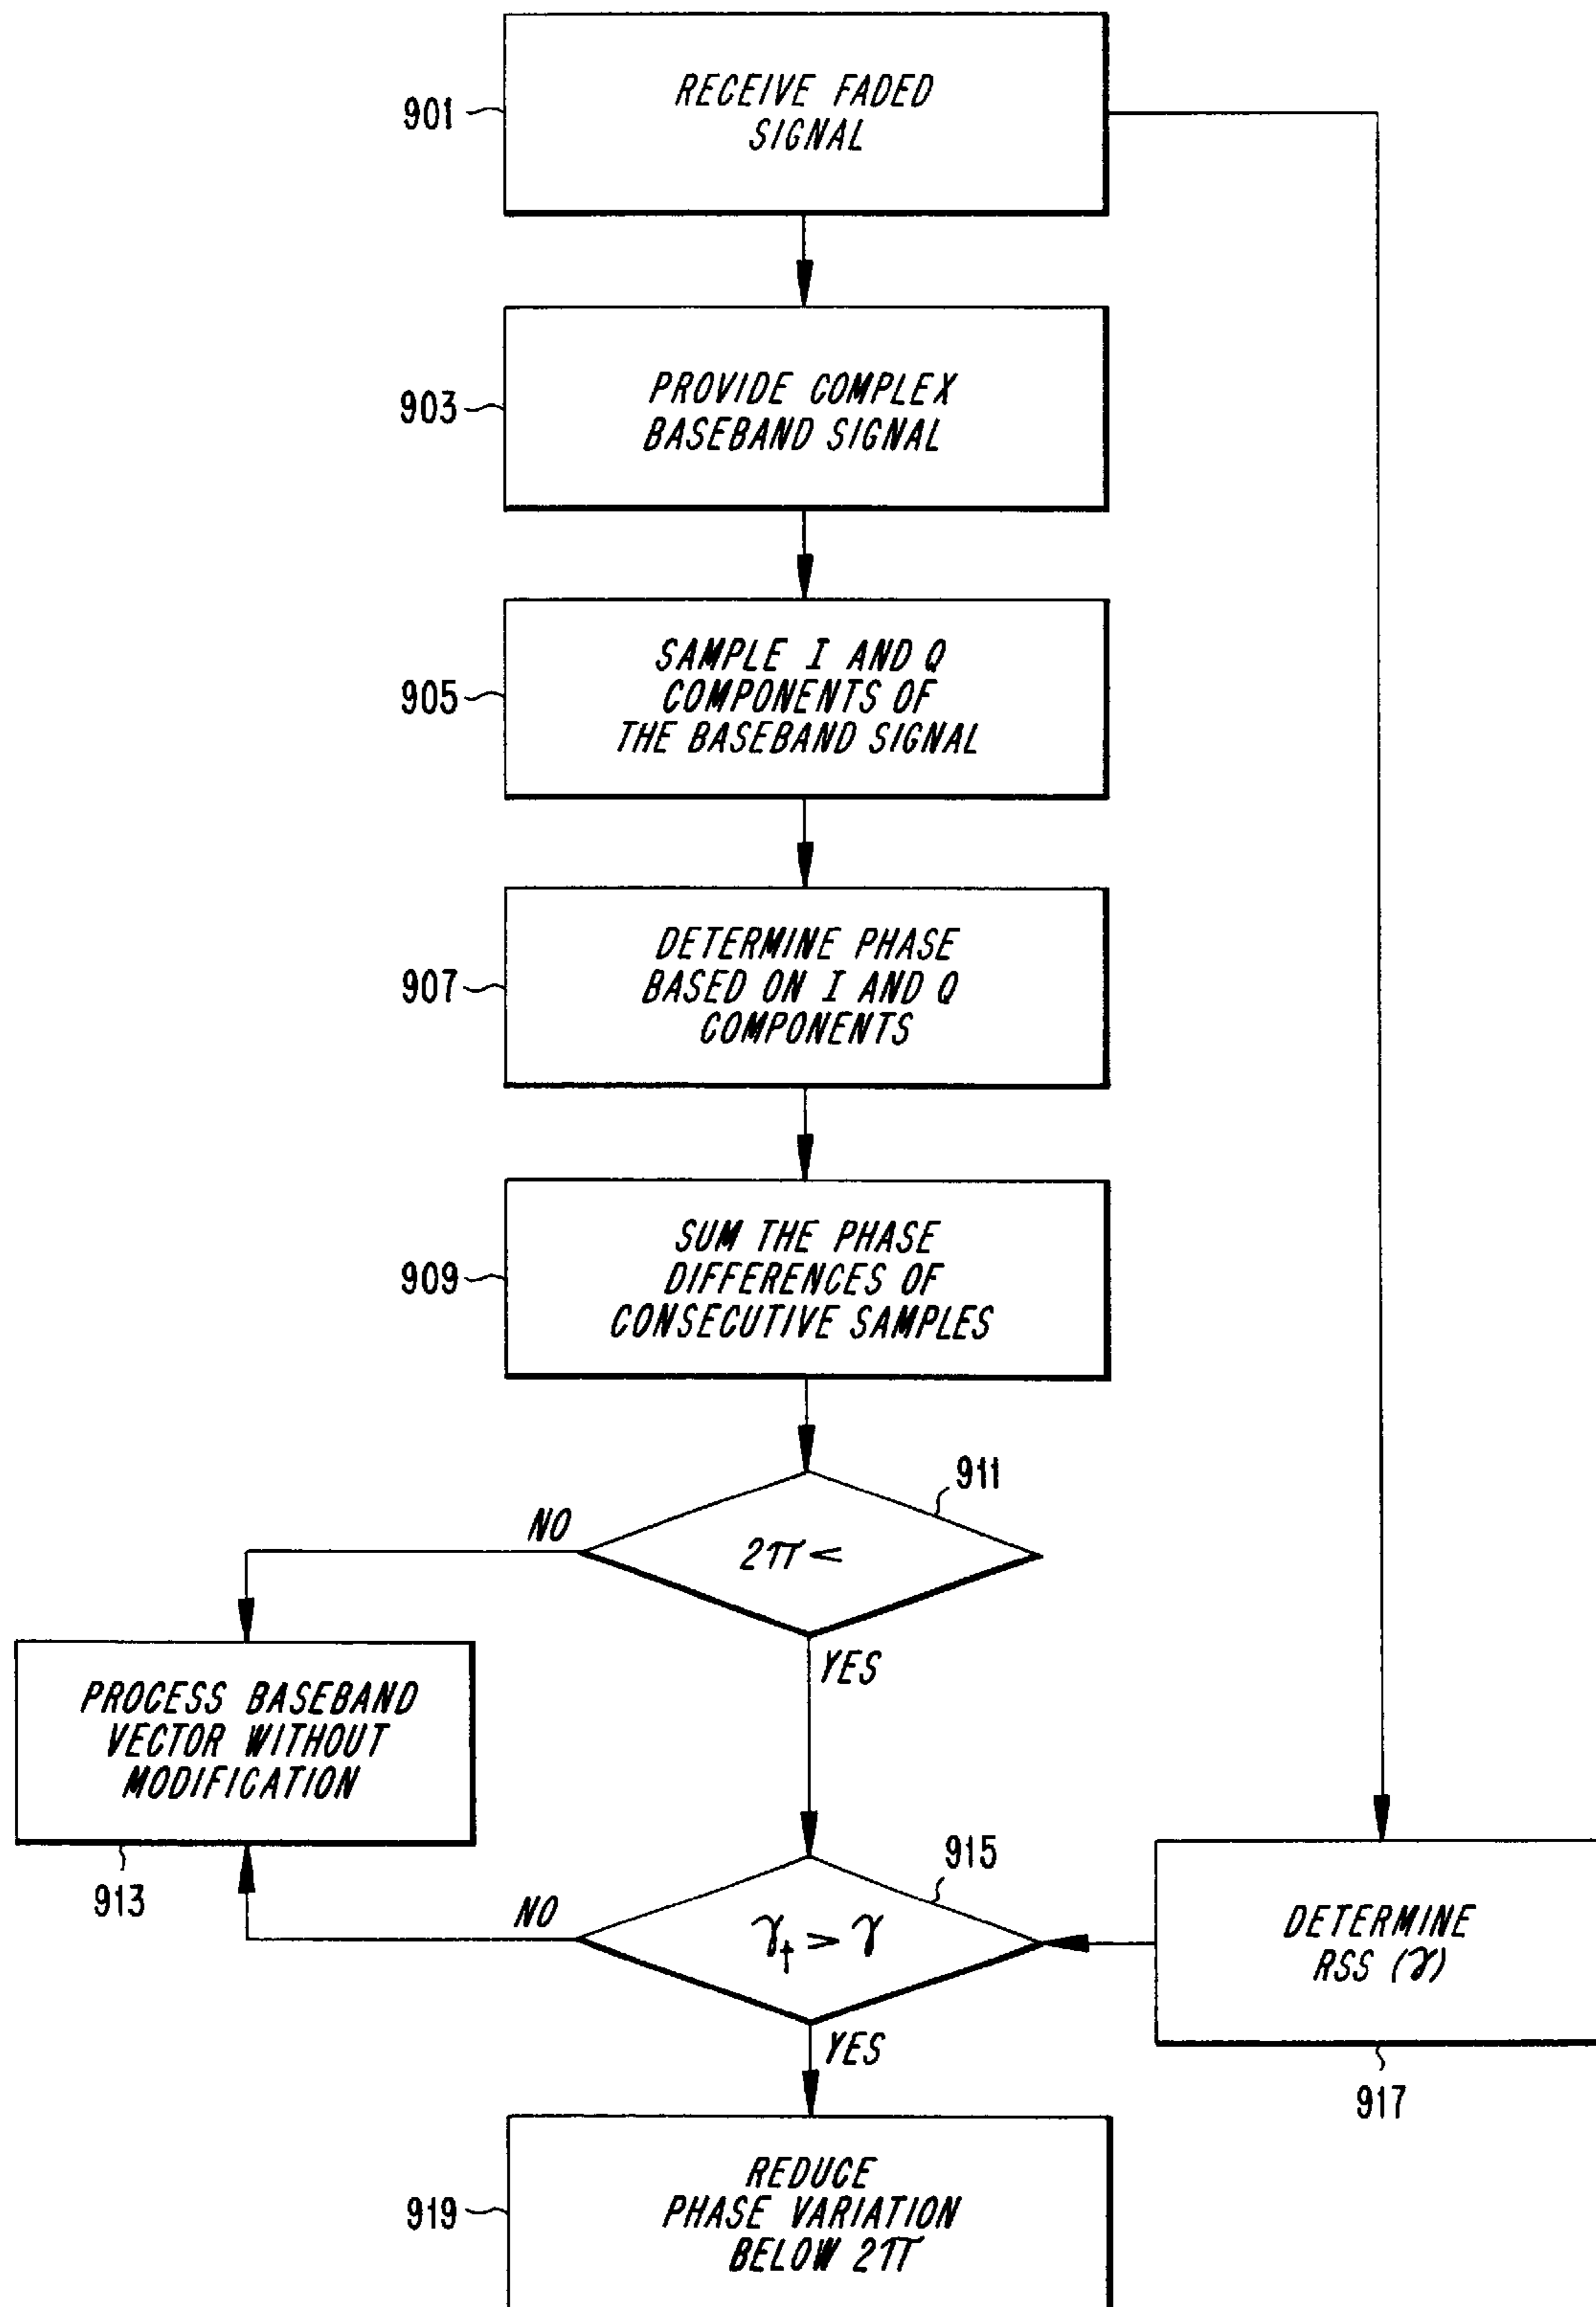 RECEIVE FADED
SIGNAL
901
PROVIDE COMPLEX
BASEBAND SIGNAL
903
SAMPLE I AND Q
COMPONENTS OF
THE BASEBAND SIGNAL
905
DETERMINE PHASE
BASED ON I AND Q
COMPONENTS
907
SUM THE PHASE
DIFFERENCES OF
CONSECUTIVE SAMPLES
909
911
2π <
NO
YES
PROCESS BASEBAND
VECTOR WITHOUT
MODIFICATION
913
915
γt > γ
NO
YES
DETERMINE
RSS (γ)
917
REDUCE
PHASE VARIATION
BELOW 2π
919